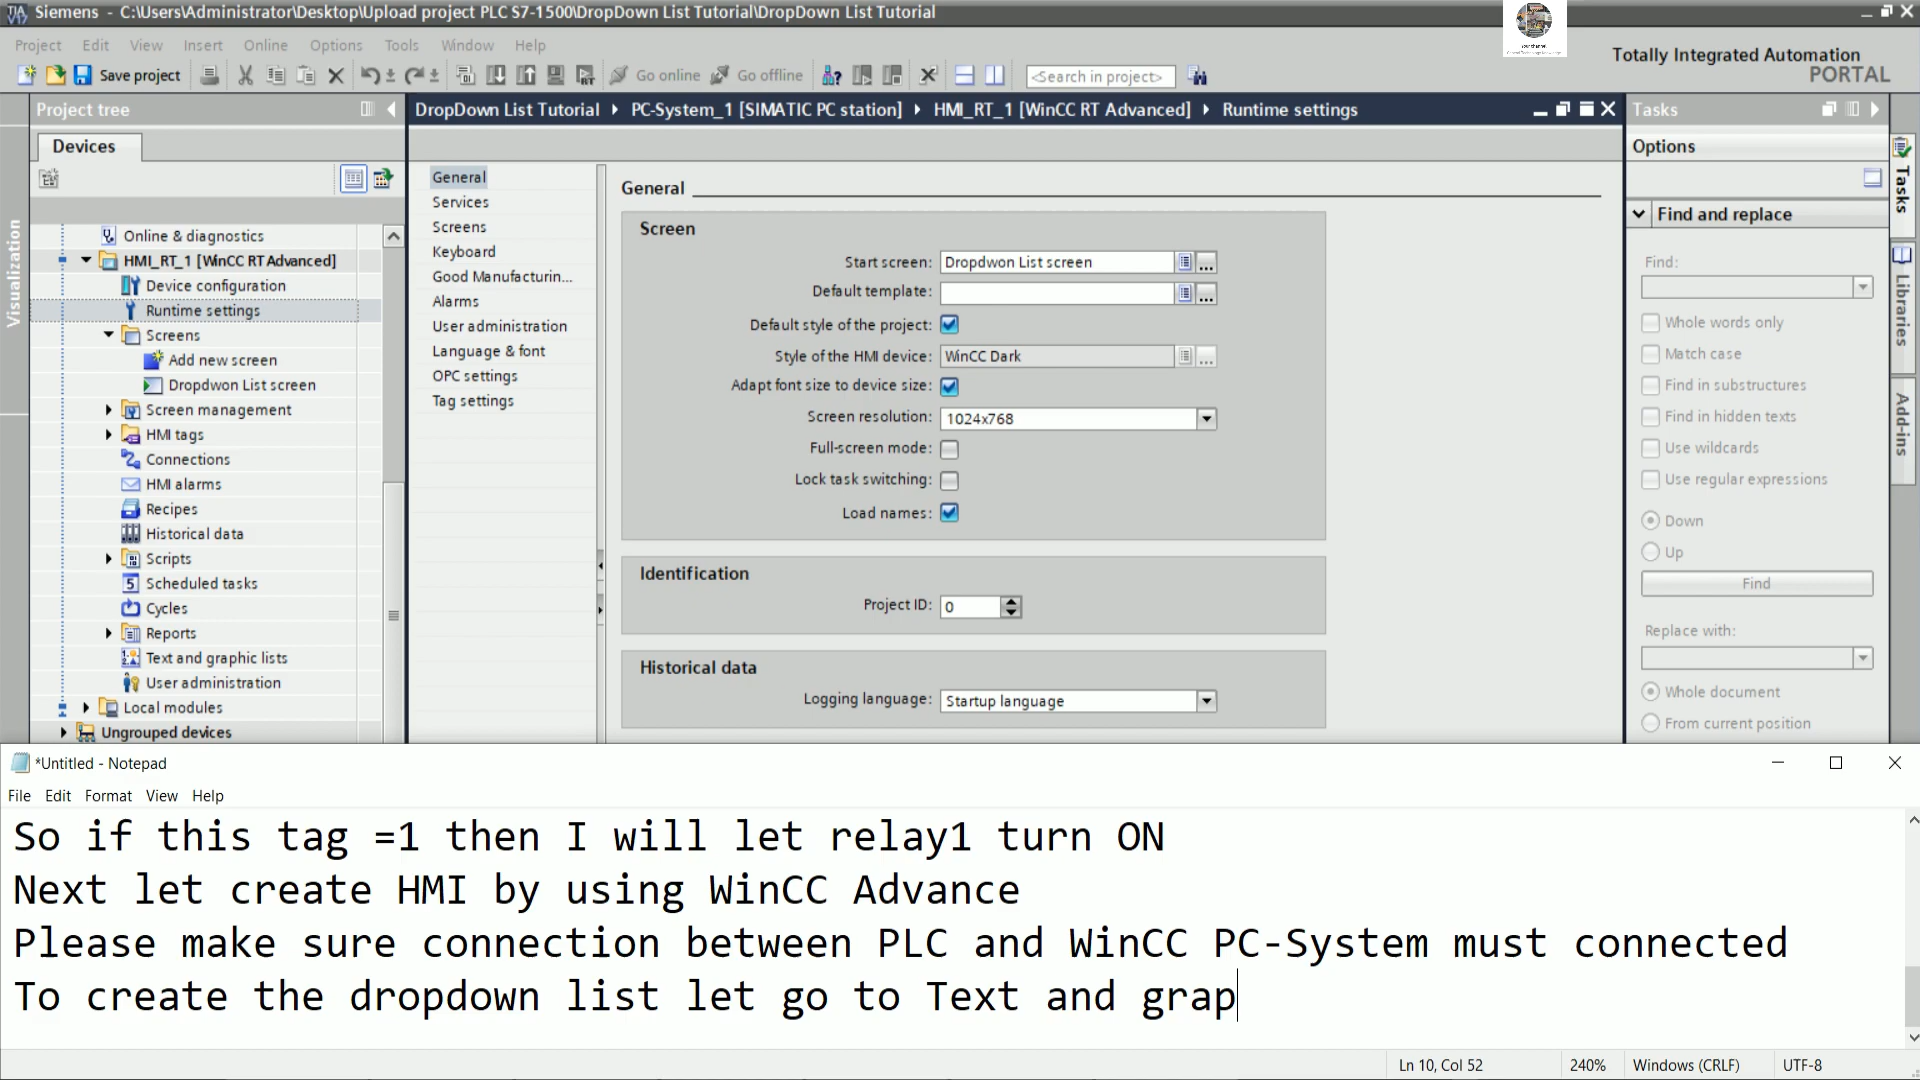 Siemens - C:\Users\Administrator\Desktop\Upload project PLC S7-1500\DropDown List Tutorial\DropDown List Tutorial
Project Edit View Insert Online Options Tools Window Help
Totally Integrated Automation
PORTAL
Save project
Go online
Go offline
<Search in project>
Your channel
Project tree
DropDown List Tutorial
PC-System_1 [SIMATIC PC station]
HMI_RT_1 [WinCC RT Advanced]
Runtime settings
Tasks
Devices
Options
Visualization
Online & diagnostics
HMI_RT_1 [WinCC RT Advanced]
Device configuration
Runtime settings
Screens
Add new screen
Dropdwon List screen
Screen management
HMI tags
Connections
HMI alarms
Recipes
Historical data
Scripts
Scheduled tasks
Cycles
Reports
Text and graphic lists
User administration
Local modules
Ungrouped devices
General
Services
Screens
Keyboard
Good Manufacturin...
Alarms
User administration
Language & font
OPC settings
Tag settings
General
Screen
Start screen: Dropdwon List screen
Default template:
Default style of the project:
Style of the HMI device: WinCC Dark
Adapt font size to device size:
Screen resolution: 1024x768
Full-screen mode:
Lock task switching:
Load names:
Identification
Project ID: 0
Historical data
Logging language: Startup language
Find and replace
Find:
Whole words only
Match case
Find in substructures
Find in hidden texts
Use wildcards
Use regular expressions
Down
Up
Find
Replace with:
Whole document
From current position
Tasks
Libraries
Add-ins
*Untitled - Notepad
File Edit Format View Help
So if this tag =1 then I will let relay1 turn ON
Next let create HMI by using WinCC Advance
Please make sure connection between PLC and WinCC PC-System must connected
To create the dropdown list let go to Text and grap
Ln 10, Col 52
240%
Windows (CRLF)
UTF-8